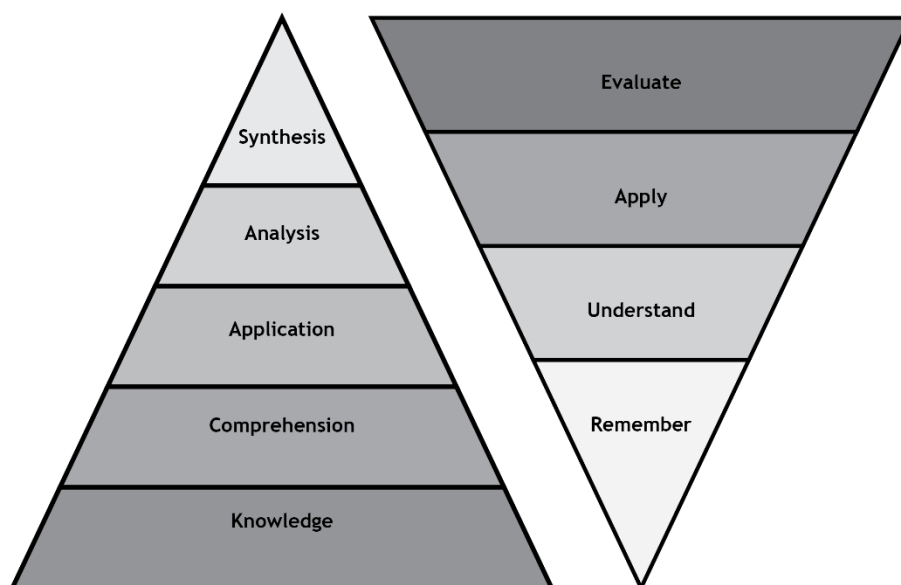 Synthesis
Analysis
Application
Comprehension
Knowledge
Evaluate
Apply
Understand
Remember